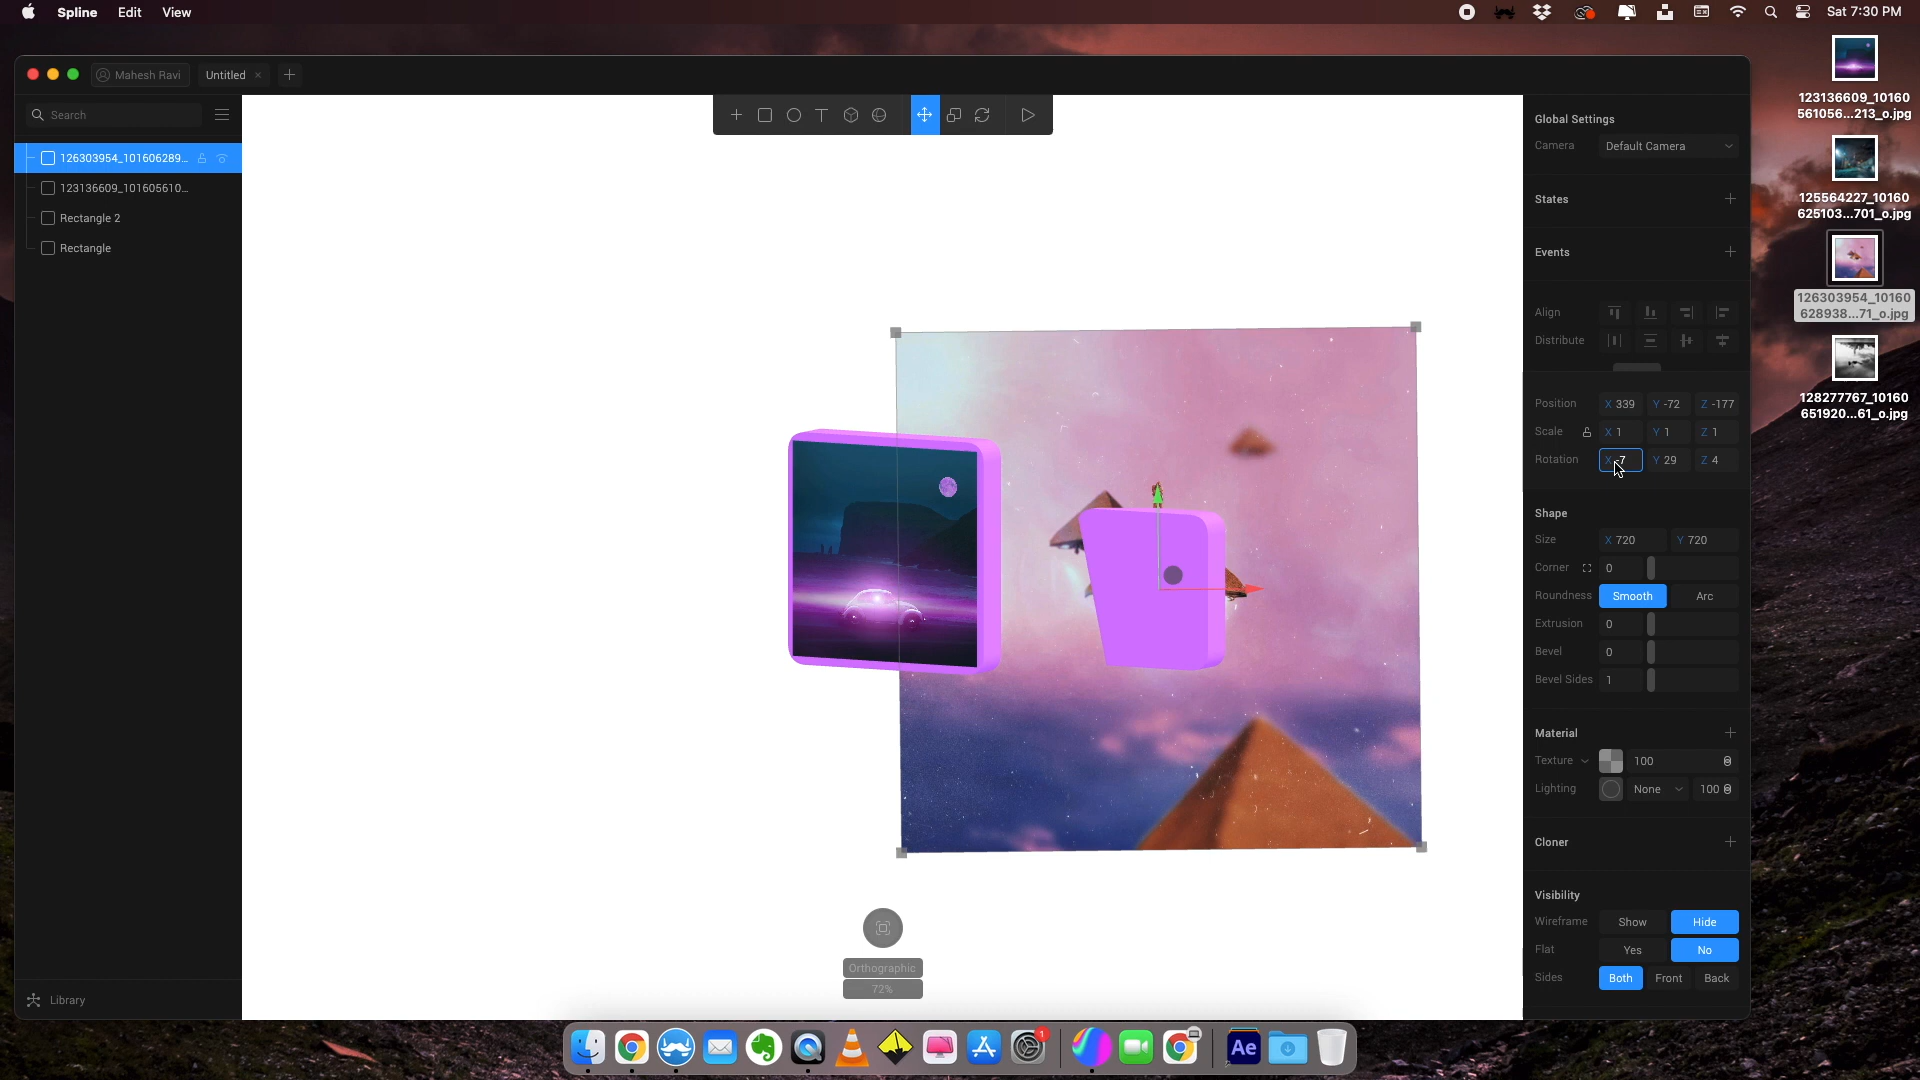 Spline Edit View
Sat 7:30 PM
Mahesh Ravi
Untitled
Search
126303954_101606289...
123136609_101605610...
Rectangle 2
Rectangle
Library
Orthographic
72%
Global Settings
Camera Default Camera
States
Events
Align
Distribute
Position X 339 Y -72 Z -177
Scale X 1 Y 1 Z 1
Rotation X -7 Y 29 Z 4
Shape
Size X 720 Y 720
Corner 0
Roundness Smooth Arc
Extrusion 0
Bevel 0
Bevel Sides 1
Material
Texture 100
Lighting None 100
Cloner
Visibility
Wireframe Show Hide
Flat Yes No
Sides Both Front Back
123136609_10160
561056...213_o.jpg
125564227_10160
625103...701_o.jpg
126303954_10160
628938...71_o.jpg
128277767_10160
651920...61_o.jpg
1
Ae